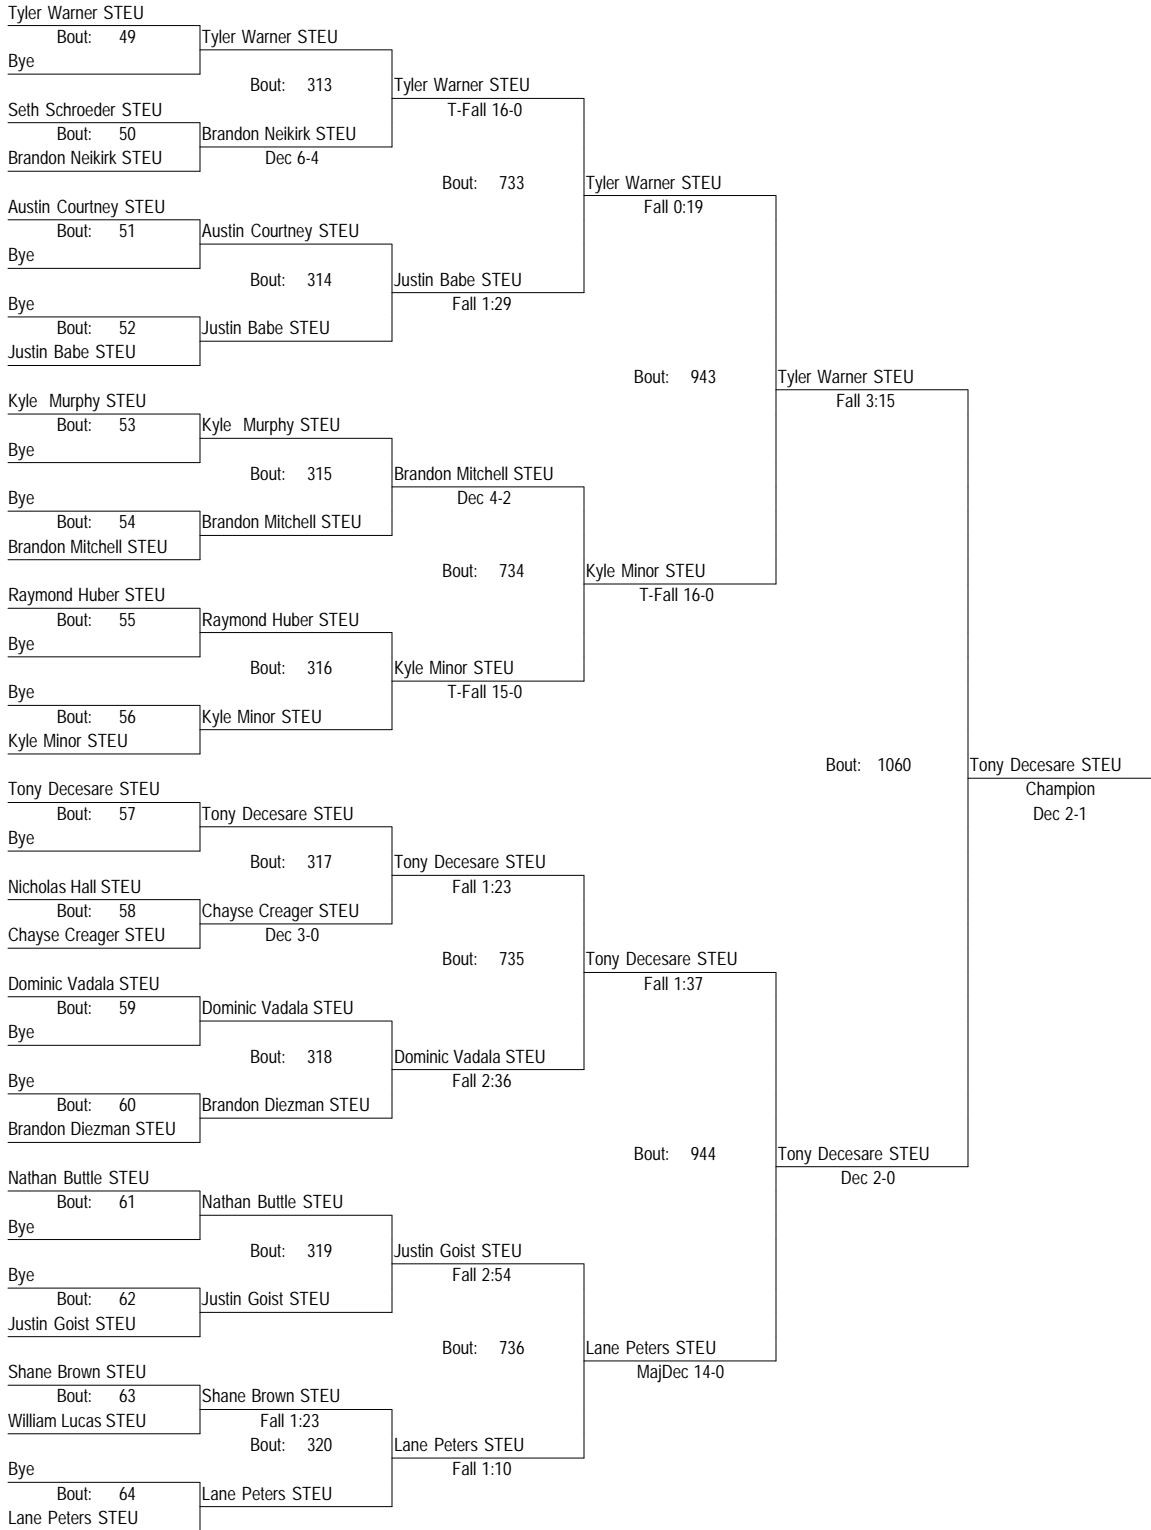 Tyler Warner STEU
Bout: 49
Tyler Warner STEU
Bye
Bout: 313
Tyler Warner STEU
T-Fall 16-0
Seth Schroeder STEU
Bout: 50
Brandon Neikirk STEU
Brandon Neikirk STEU
Dec 6-4
Bout: 733
Tyler Warner STEU
Fall 0:19
Austin Courtney STEU
Bout: 51
Austin Courtney STEU
Bye
Bout: 314
Justin Babe STEU
Fall 1:29
Bye
Bout: 52
Justin Babe STEU
Justin Babe STEU
Bout: 943
Tyler Warner STEU
Fall 3:15
Kyle Murphy STEU
Bout: 53
Kyle Murphy STEU
Bye
Bout: 315
Brandon Mitchell STEU
Dec 4-2
Bye
Bout: 54
Brandon Mitchell STEU
Brandon Mitchell STEU
Bout: 734
Kyle Minor STEU
T-Fall 16-0
Raymond Huber STEU
Bout: 55
Raymond Huber STEU
Bye
Bout: 316
Kyle Minor STEU
T-Fall 15-0
Bye
Bout: 56
Kyle Minor STEU
Kyle Minor STEU
Bout: 1060
Tony Decesare STEU
Champion
Dec 2-1
Tony Decesare STEU
Bout: 57
Tony Decesare STEU
Bye
Bout: 317
Tony Decesare STEU
Fall 1:23
Nicholas Hall STEU
Bout: 58
Chayse Creager STEU
Chayse Creager STEU
Dec 3-0
Bout: 735
Tony Decesare STEU
Fall 1:37
Dominic Vadala STEU
Bout: 59
Dominic Vadala STEU
Bye
Bout: 318
Dominic Vadala STEU
Fall 2:36
Bye
Bout: 60
Brandon Diezman STEU
Brandon Diezman STEU
Bout: 944
Tony Decesare STEU
Dec 2-0
Nathan Buttle STEU
Bout: 61
Nathan Buttle STEU
Bye
Bout: 319
Justin Goist STEU
Fall 2:54
Bye
Bout: 62
Justin Goist STEU
Justin Goist STEU
Bout: 736
Lane Peters STEU
MajDec 14-0
Shane Brown STEU
Bout: 63
Shane Brown STEU
William Lucas STEU
Fall 1:23
Bout: 320
Lane Peters STEU
Fall 1:10
Bye
Bout: 64
Lane Peters STEU
Lane Peters STEU